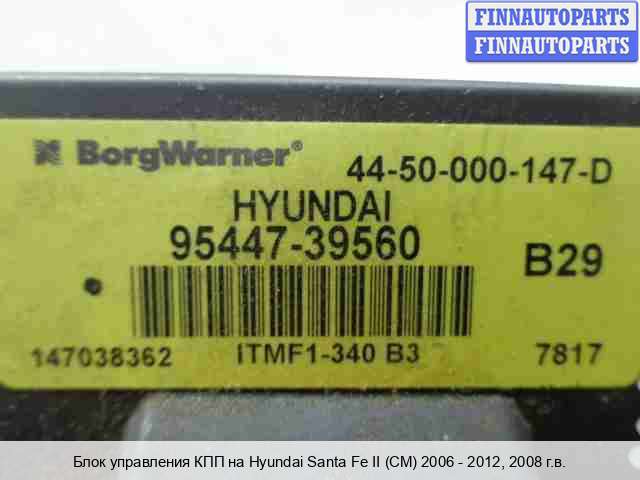 FINNAUTOPARTS
FINNAUTOPARTS
BorgWarner®
44-50-000-147-D
HYUNDAI
95447-39560
B29
147038362
ITMF1-340 B3
7817
Блок управления КПП на Hyundai Santa Fe II (CM) 2006 - 2012, 2008 г.в.